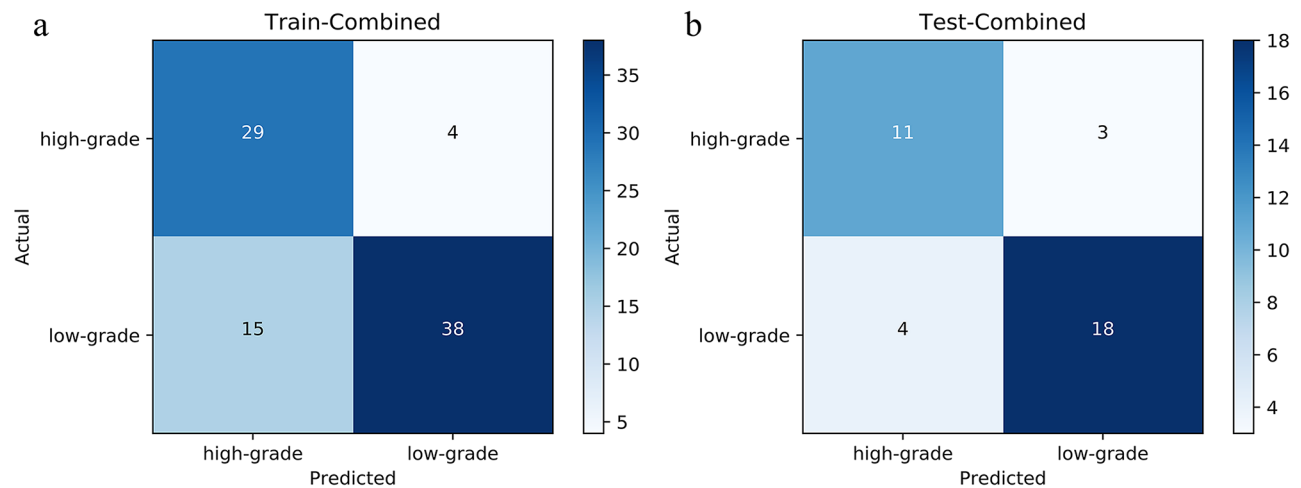 a
Train-Combined
high-grade
29
4
low-grade
15
38
high-grade
low-grade
Predicted
Actual
35
30
25
20
15
10
5
b
Test-Combined
high-grade
11
3
low-grade
4
18
high-grade
low-grade
Predicted
Actual
18
16
14
12
10
8
6
4